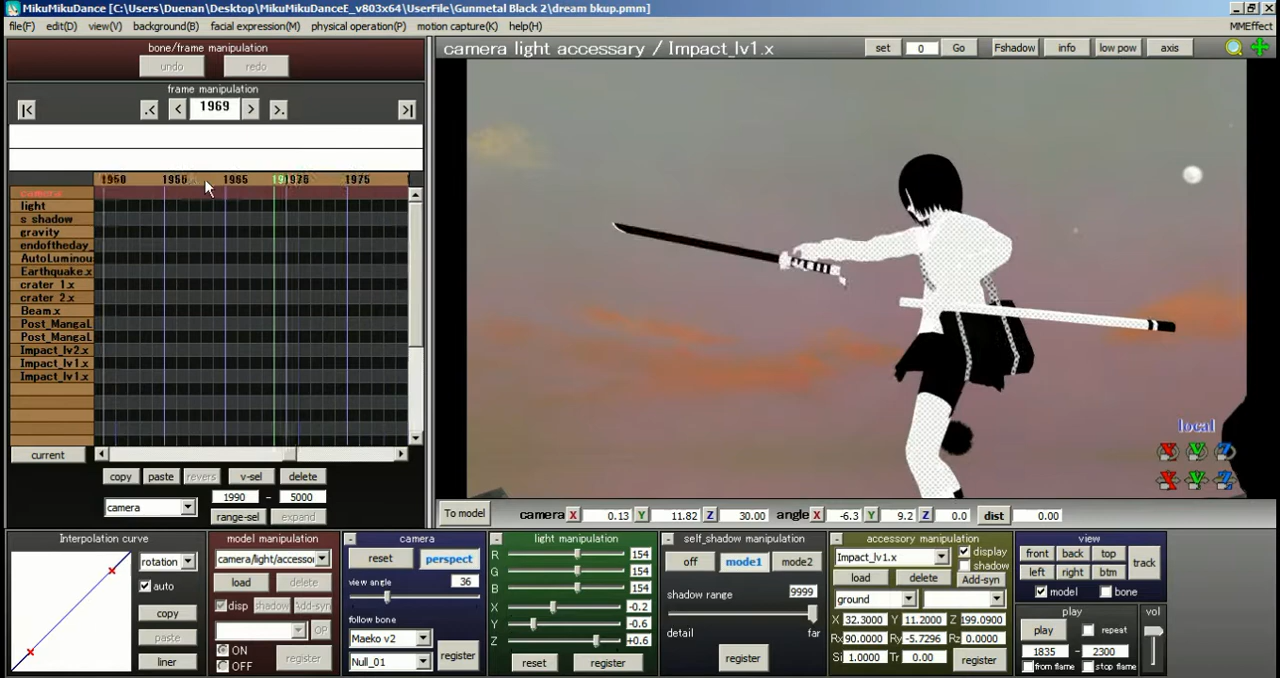 MikuMikuDance [C:\Users\Duenan\Desktop\MikuMikuDanceE_v803x64\UserFile\Gunmetal Black 2\dream bkup.pmm]
file(F) edit(D) view(V) background(B) facial expression(M) physical operation(P) motion capture(K) help(H) MMEffect
bone/frame manipulation
undo redo
frame manipulation
|< .< < 1969 > >. >|
1950 1955 1965 1975
camera
light
s shadow
gravity
endoftheday_
AutoLuminou
Earthquake.x
crater 1.x
crater 2.x
Beam.x
Post_MangaL
Post_MangaL
Impact_lv2.x
Impact_lv1.x
Impact_lv1.x
current
copy paste revers v-sel delete
camera 1990 - 5000
range-sel expand
camera light accessary / Impact_lv1.x set 0 Go Fshadow info low pow axis
local
X Y Z
X Y Z
To model camera X 0.13 Y 11.82 Z 30.00 angle X -6.3 Y 9.2 Z 0.0 dist 0.00
Interpolation curve
rotation
auto
copy
paste
liner
model manipulation
camera/light/accesso
load delete
disp shadow Add-syn
OP
ON
OFF
register
camera
reset perspect
view angle 36
follow bone
Maeko v2
Null_01
register
light manipulation
R 154
G 154
B 154
X -0.2
Y -0.6
Z +0.6
reset register
self_shadow manipulation
off mode1 mode2
shadow range 9999
detail far
register
accessory manipulation
Impact_lv1.x display
shadow
load delete Add-syn
ground
X 32.3000 Y 11.2000 Z 199.0900
Rx 90.0000 Ry -5.7296 Rz 0.0000
Si 1.0000 Tr 0.00 register
view
front back top
left right btm
track
model bone
play
play repeat
1835 - 2300
from flame stop flame
vol